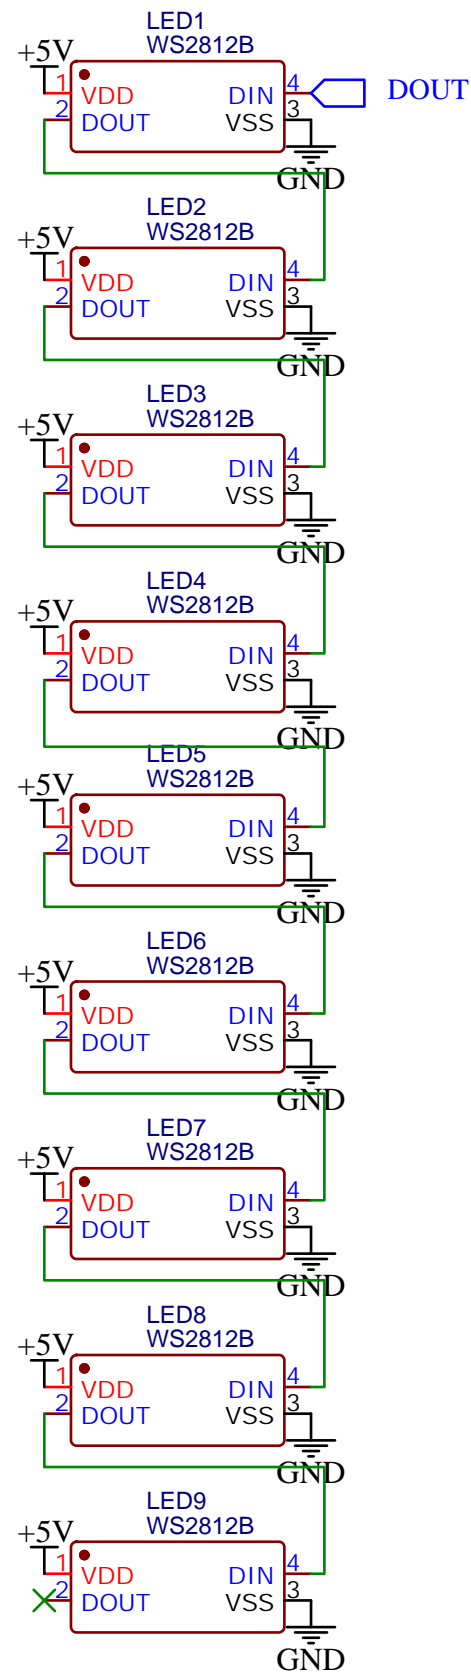 LED1
WS2812B
+5V
1 VDD DIN 4 DOUT
2 DOUT VSS 3
GND
LED2
WS2812B
+5V
1 VDD DIN 4
2 DOUT VSS 3
GND
LED3
WS2812B
+5V
1 VDD DIN 4
2 DOUT VSS 3
GND
LED4
WS2812B
+5V
1 VDD DIN 4
2 DOUT VSS 3
GND
LED5
WS2812B
+5V
1 VDD DIN 4
2 DOUT VSS 3
GND
LED6
WS2812B
+5V
1 VDD DIN 4
2 DOUT VSS 3
GND
LED7
WS2812B
+5V
1 VDD DIN 4
2 DOUT VSS 3
GND
LED8
WS2812B
+5V
1 VDD DIN 4
2 DOUT VSS 3
GND
LED9
WS2812B
+5V
1 VDD DIN 4
2 DOUT VSS 3
GND